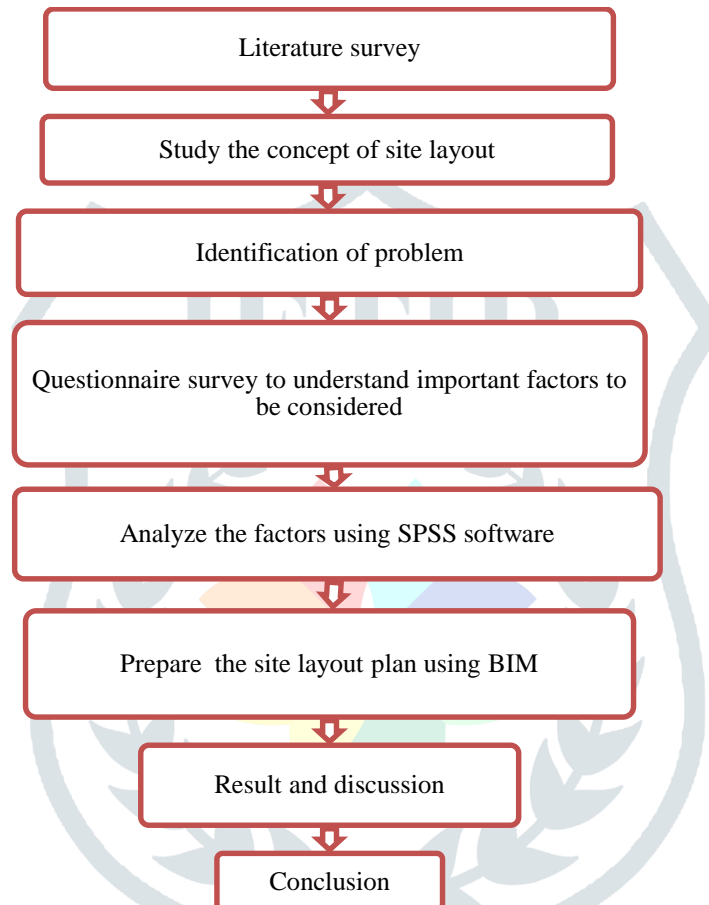 Literature survey
Study the concept of site layout
Identification of problem
JETIR
Questionnaire survey to understand important factors to
be considered
Analyze the factors using SPSS software
Prepare the site layout plan using BIM
Result and discussion
Conclusion